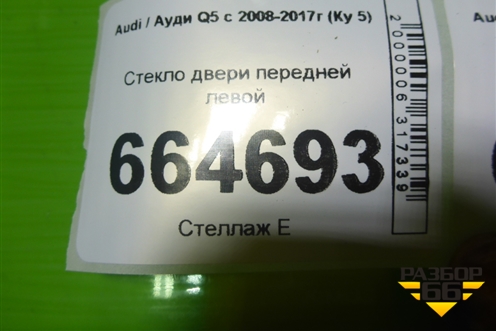 Audi / Ауди Q5 с 2008-2017г (Ку 5)
Стекло двери передней
левой
664693
Стеллаж Е
2000006317339
РАЗБОР
66